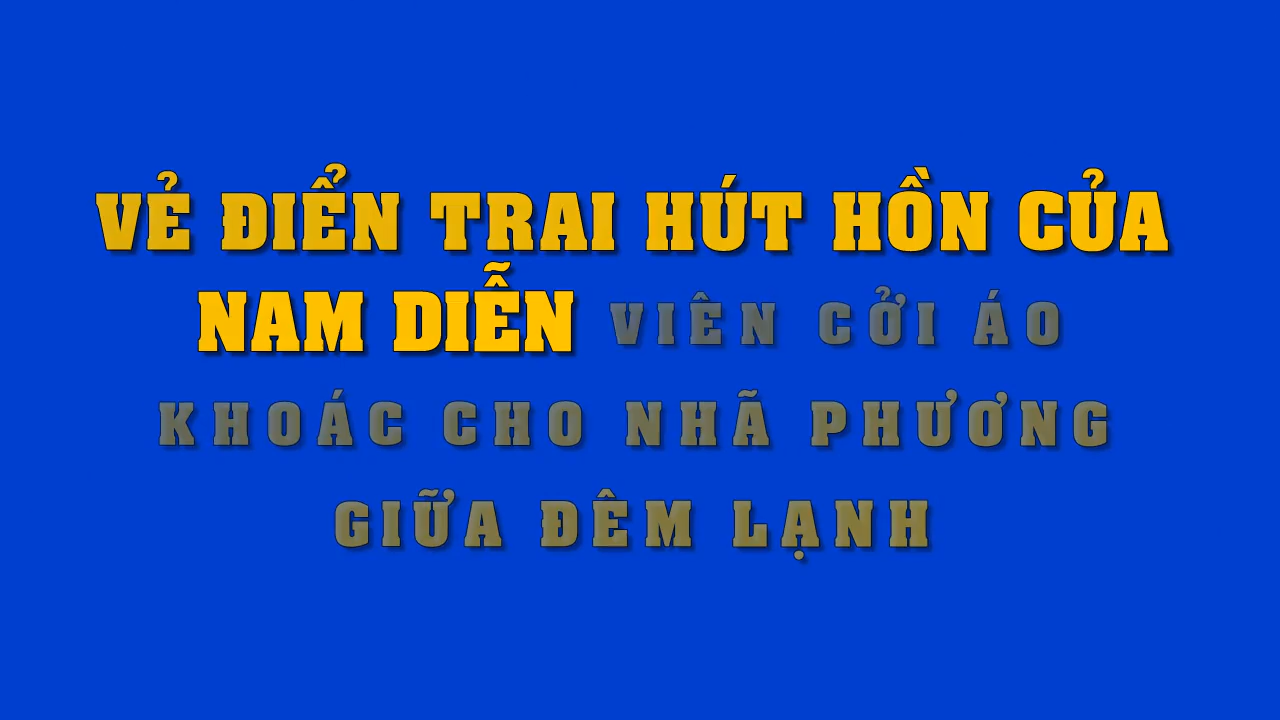 VẺ ĐIỂN TRAI HÚT HỒN CỦA
NAM DIỄN VIÊN CỞI ÁO
KHOÁC CHO NHÃ PHƯƠNG
GIỮA ĐÊM LẠNH